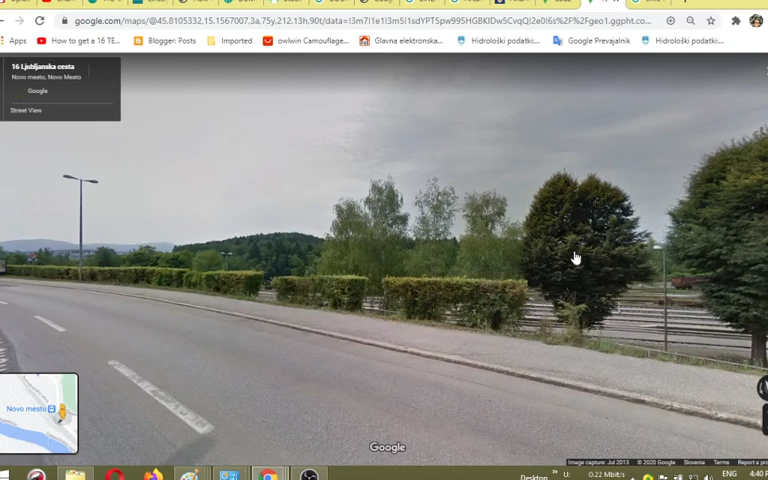 google.com/maps/@45.8105332,15.1567007,3a,75y,212.13h,90t/data=!3m7!1e1!3m5!1sdYPT5pw995HGBKIDw5CvqQ!2e0!6s%2F%2Fgeo1.ggpht.co...
Apps How to get a 16 TE... Blogger: Posts Imported owlwin Camouflage... Glavna elektronska... Hidrološki podatki:... Google Prevajalnik Hidrološki podatki:...
16 Ljubljanska cesta
Novo mesto, Novo Mesto
Google
Street View
Novo mesto
Google
Image capture: Jul 2013 © 2020 Google Slovenia Terms Report a pro
Desktop U: 0.22 Mbit/s ENG 4:40 P